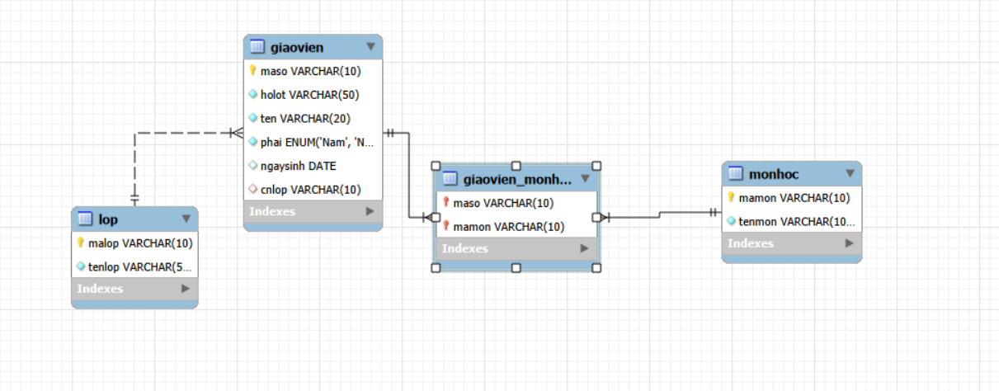 giaovien
maso VARCHAR(10)
holot VARCHAR(50)
ten VARCHAR(20)
phai ENUM('Nam', 'N...
ngaysinh DATE
cnlop VARCHAR(10)
Indexes
lop
malop VARCHAR(10)
tenlop VARCHAR(5...
Indexes
giaovien_monh...
maso VARCHAR(10)
mamon VARCHAR(10)
Indexes
monhoc
mamon VARCHAR(10)
tenmon VARCHAR(10...
Indexes